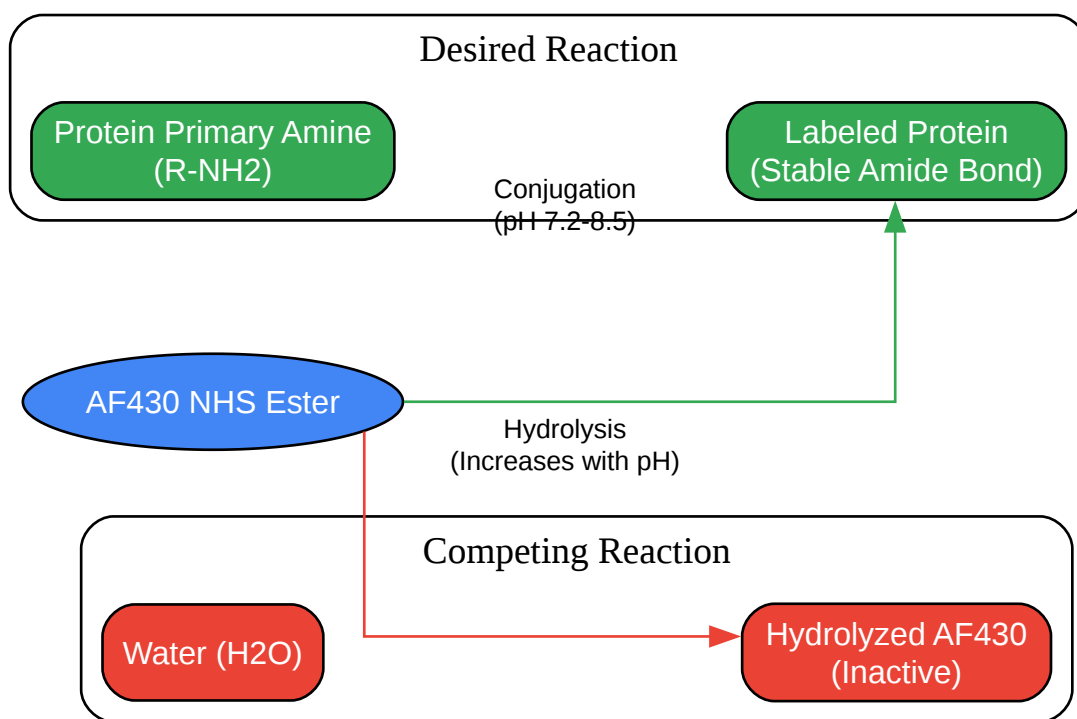 Desired Reaction
Protein Primary Amine
(R-NH2)
Labeled Protein
(Stable Amide Bond)
Conjugation
(pH 7.2-8.5)
AF430 NHS Ester
Hydrolysis
(Increases with pH)
Competing Reaction
Water (H2O)
Hydrolyzed AF430
(Inactive)